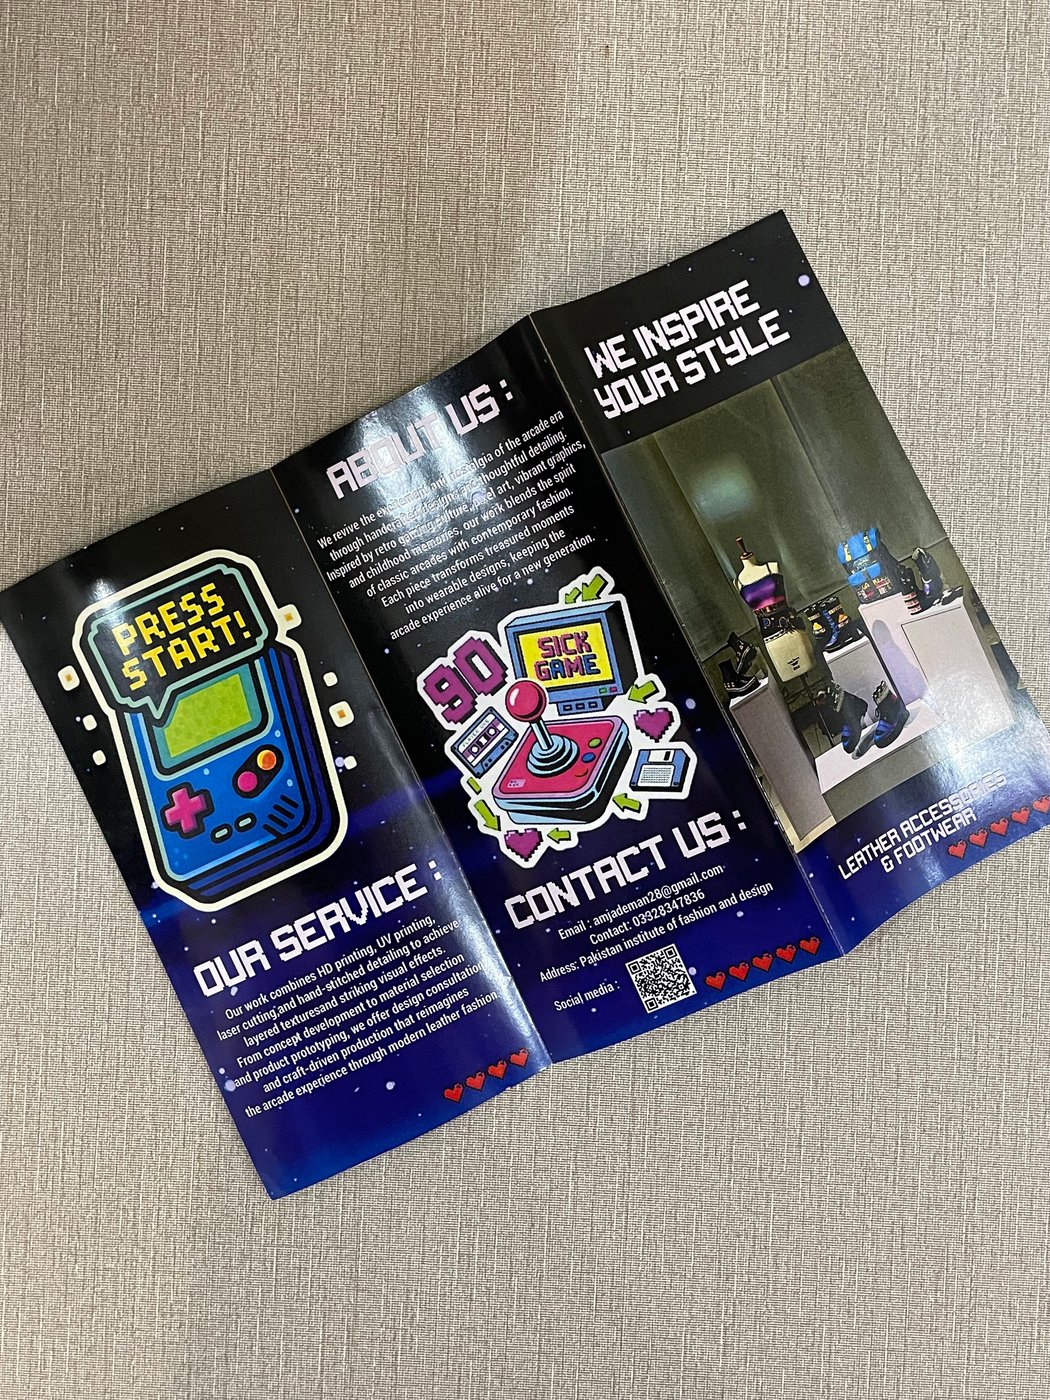 PRESS
START!
OUR SERVICE :
Our work combines HD printing, UV printing,
laser cutting and hand-stitched detailing to achieve
layered texturesand striking visual effects.
From concept development to material selection
and product prototyping, we offer design consultation
and craft-driven production that reimagines
the arcade experience through modern leather fashion.
ABOUT US :
We revive the excitement and nostalgia of the arcade era
through handcrafted design and thoughtful detailing.
Inspired by retro gaming culture, pixel art, vibrant graphics,
and childhood memories, our work blends the spirit
of classic arcades with contemporary fashion.
Each piece transforms treasured moments
into wearable designs, keeping the
arcade experience alive for a new generation.
90
SICK
GAME
CONTACT US :
Email : amjademan28@gmail.com
Contact: 03328347836
Address: Pakistan institute of fashion and design
Social media :
WE INSPIRE
YOUR STYLE
LEATHER ACCESSORIES
& FOOTWEAR